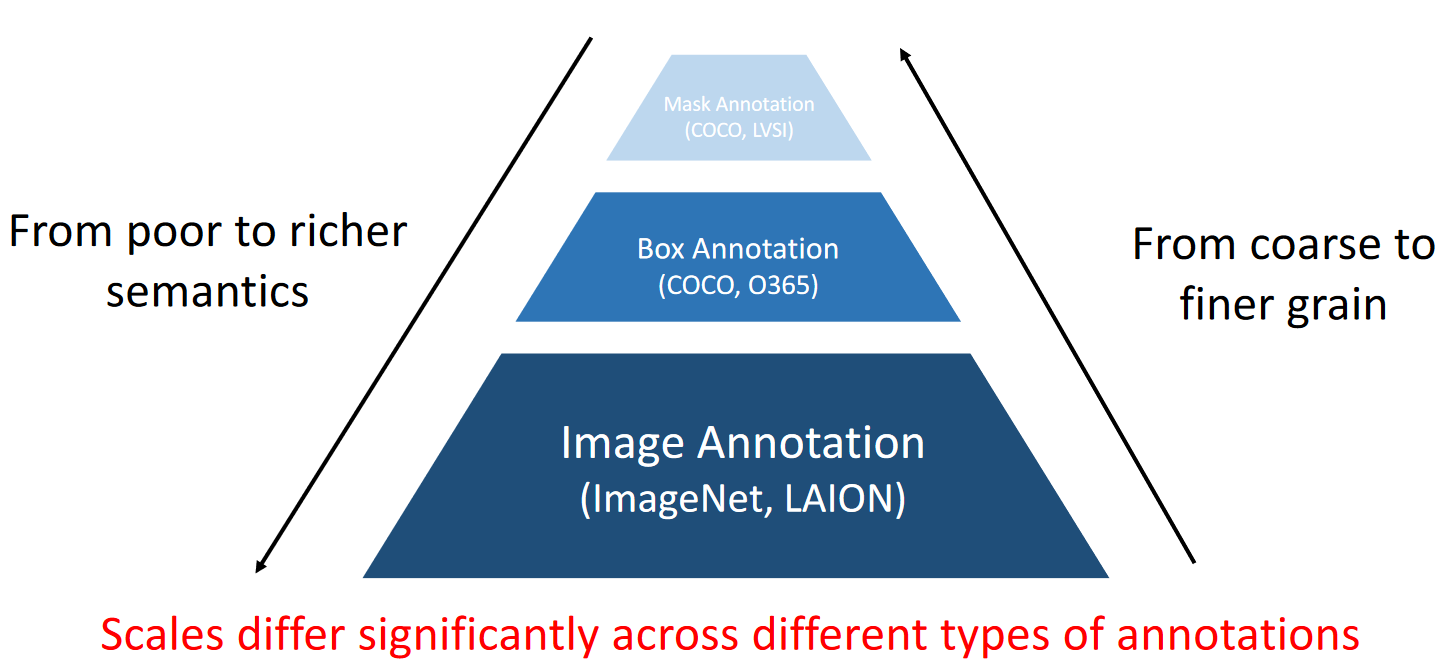 Mask Annotation
(COCO, LVSI)
From poor to richer
semantics
Box Annotation
(COCO, O365)
From coarse to
finer grain
Image Annotation
(ImageNet, LAION)
Scales differ significantly across different types of annotations